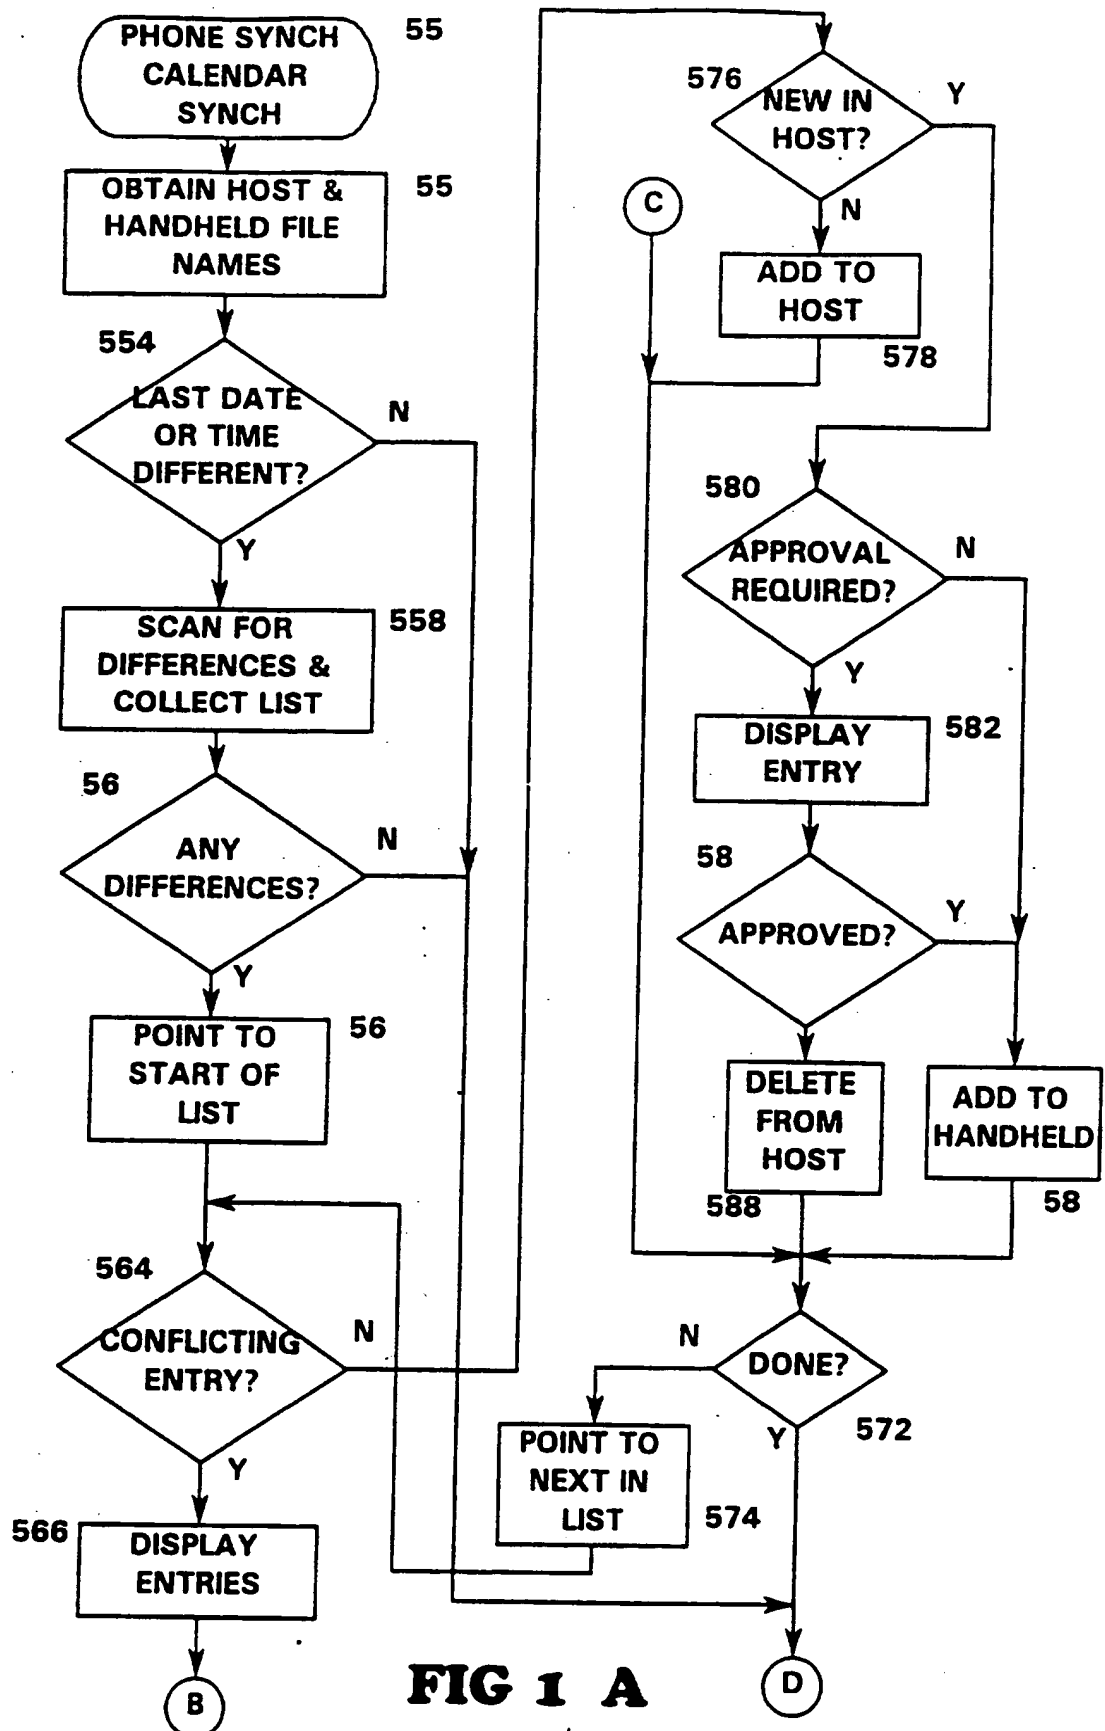 PHONE SYNCH
CALENDAR
SYNCH
55
OBTAIN HOST &
HANDHELD FILE
NAMES
55
554
LAST DATE
OR TIME
DIFFERENT?
N
Y
SCAN FOR
DIFFERENCES &
COLLECT LIST
558
56
ANY
DIFFERENCES?
N
Y
POINT TO
START OF
LIST
56
564
CONFLICTING
ENTRY?
N
Y
566
DISPLAY
ENTRIES
B
576
NEW IN
HOST?
Y
N
C
ADD TO
HOST
578
580
APPROVAL
REQUIRED?
N
Y
DISPLAY
ENTRY
582
58
APPROVED?
Y
DELETE
FROM
HOST
588
ADD TO
HANDHELD
58
DONE?
N
Y
572
POINT TO
NEXT IN
LIST
574
D
FIG 1 A